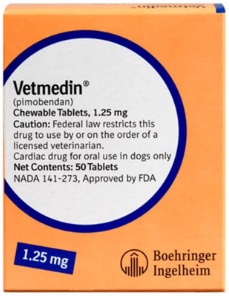 Vetmedin®
(pimobendan)
Chewable Tablets, 1.25 mg
Caution: Federal law restricts this
drug to use by or on the order of a
licensed veterinarian.
Cardiac drug for oral use in dogs only
Net Contents: 50 Tablets
NADA 141-273, Approved by FDA
1.25 mg
Boehringer
Ingelheim